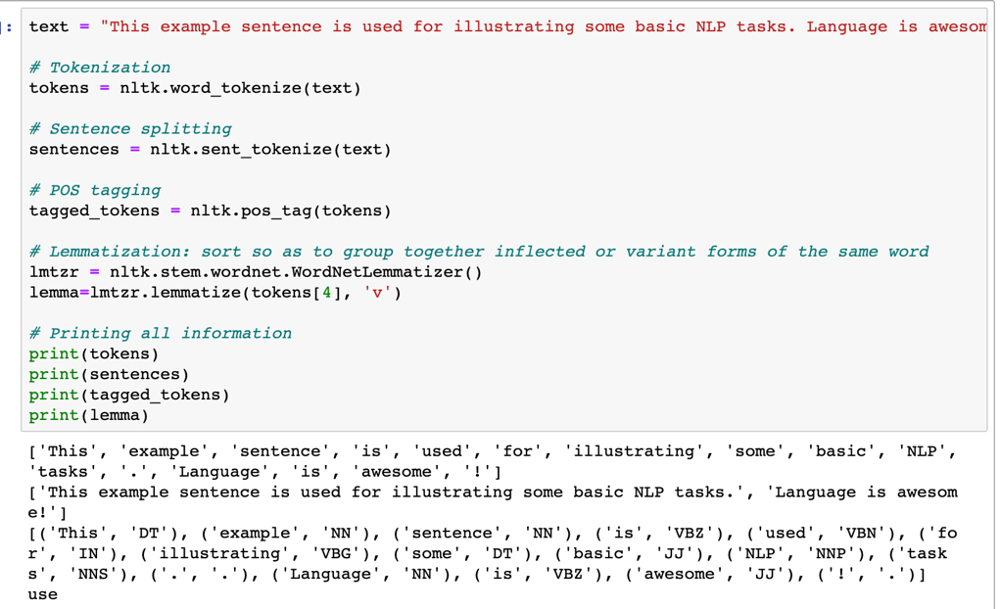 ]: text = "This example sentence is used for illustrating some basic NLP tasks. Language is awesom
# Tokenization
tokens = nltk.word_tokenize(text)
# Sentence splitting
sentences = nltk.sent_tokenize(text)
# POS tagging
tagged_tokens = nltk.pos_tag(tokens)
# Lemmatization: sort so as to group together inflected or variant forms of the same word
lmtzr = nltk.stem.wordnet.WordNetLemmatizer()
lemma=lmtzr.lemmatize(tokens[4], 'v')
# Printing all information
print(tokens)
print(sentences)
print(tagged_tokens)
print(lemma)
['This', 'example', 'sentence', 'is', 'used', 'for', 'illustrating', 'some', 'basic', 'NLP',
'tasks', '.', 'Language', 'is', 'awesome', '!']
['This example sentence is used for illustrating some basic NLP tasks.', 'Language is awesom
e!']
[('This', 'DT'), ('example', 'NN'), ('sentence', 'NN'), ('is', 'VBZ'), ('used', 'VBN'), ('fo
r', 'IN'), ('illustrating', 'VBG'), ('some', 'DT'), ('basic', 'JJ'), ('NLP', 'NNP'), ('task
s', 'NNS'), ('.', '.'), ('Language', 'NN'), ('is', 'VBZ'), ('awesome', 'JJ'), ('!', '.')]
use